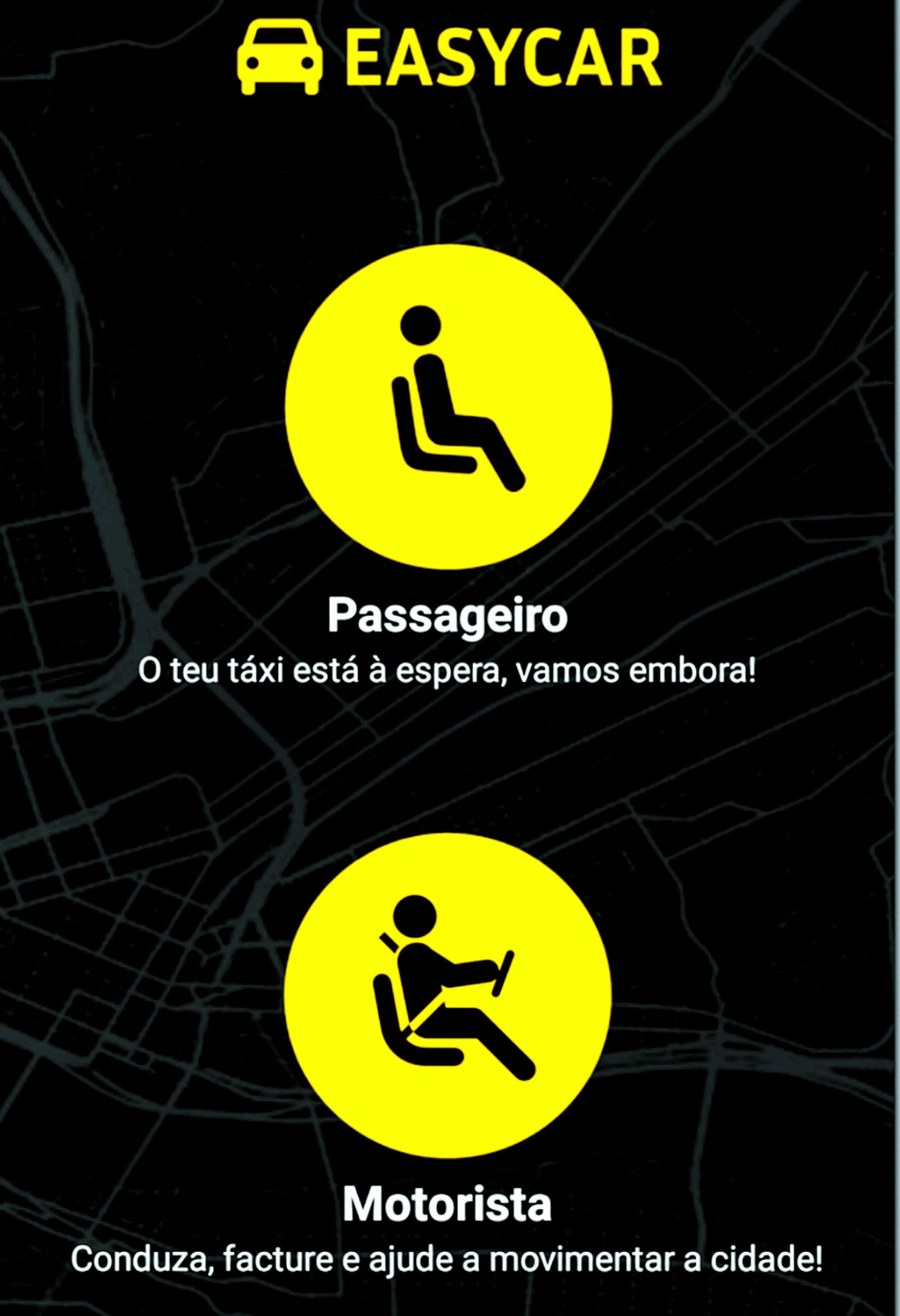 EASYCAR
Passageiro
O teu táxi está à espera, vamos embora!
Motorista
Conduza, facture e ajude a movimentar a cidade!